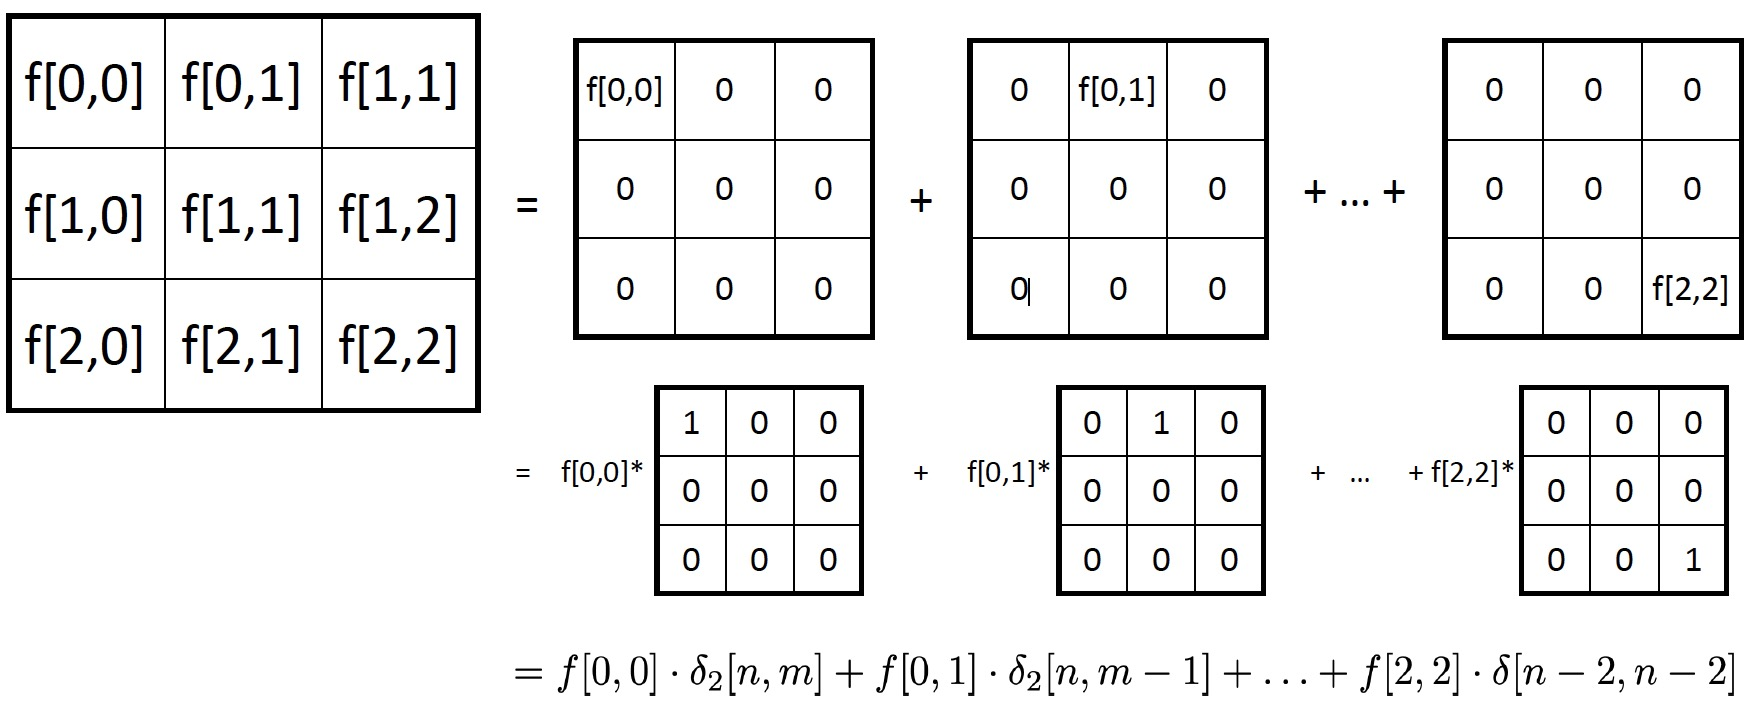 f[0,0] f[0,1] f[1,1]
f[1,0] f[1,1] f[1,2]
f[2,0] f[2,1] f[2,2]
=
f[0,0] 0 0
0 0 0
0 0 0
+
0 f[0,1] 0
0 0 0
0 0 0
+ ... +
0 0 0
0 0 0
0 0 f[2,2]
= f[0,0]*
1 0 0
0 0 0
0 0 0
+ f[0,1]*
0 1 0
0 0 0
0 0 0
+ ... + f[2,2]*
0 0 0
0 0 0
0 0 1
= f[0,0] · δ₂[n,m] + f[0,1] · δ₂[n,m − 1] + … + f[2,2] · δ[n − 2,n − 2]